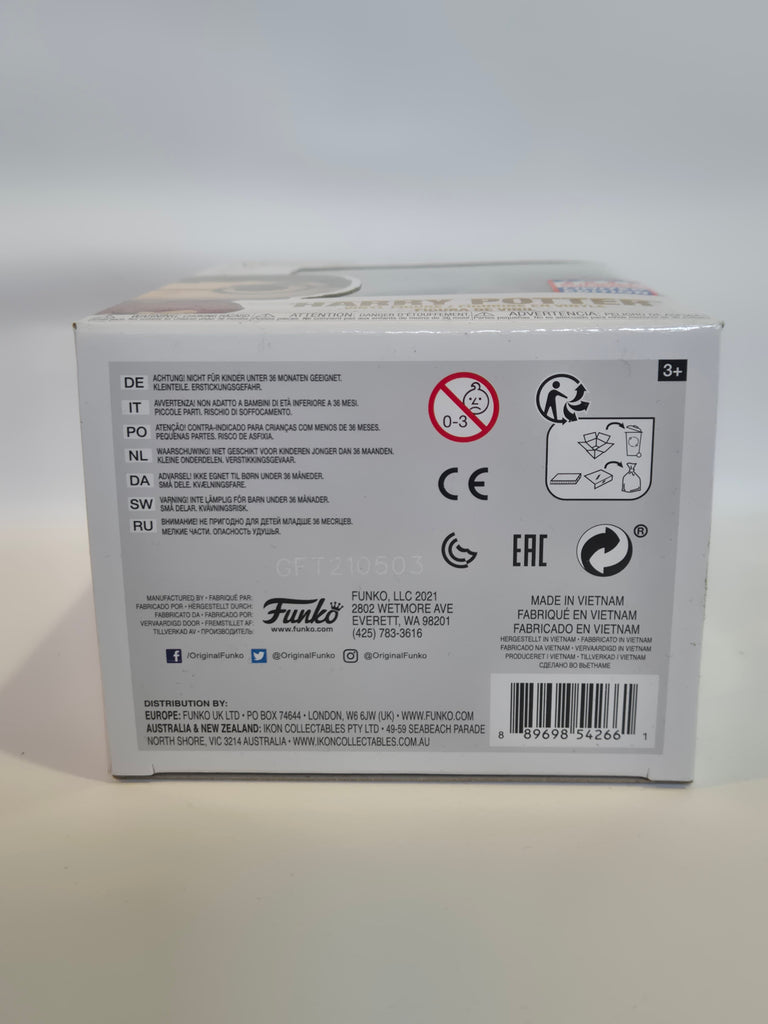 HARRY POTTER
DE ACHTUNG! NICHT FÜR KINDER UNTER 36 MONATEN GEEIGNET.
KLEINTEILE. ERSTICKUNGSGEFAHR.
IT AVVERTENZA! NON ADATTO A BAMBINI DI ETÀ INFERIORE A 36 MESI.
PICCOLE PARTI. RISCHIO DI SOFFOCAMENTO.
PO ATENÇÃO! CONTRA-INDICADO PARA CRIANÇAS COM MENOS DE 36 MESES.
PEQUENAS PARTES. RISCO DE ASFIXIA.
NL WAARSCHUWING! NIET GESCHIKT VOOR KINDEREN JONGER DAN 36 MAANDEN.
KLEINE ONDERDELEN. VERSTIKKINGSGEVAAR.
DA ADVARSEL! IKKE EGNET TIL BØRN UNDER 36 MÅNEDER.
SMÅ DELE. KVÆLNINGSFARE.
SW VARNING! INTE LÄMPLIG FÖR BARN UNDER 36 MÅNADER.
SMÅ DELAR. KVÄVNINGSRISK.
RU ВНИМАНИЕ! НЕ ПРИГОДНО ДЛЯ ДЕТЕЙ МЛАДШЕ 36 МЕСЯЦЕВ.
МЕЛКИЕ ЧАСТИ. ОПАСНОСТЬ УДУШЬЯ.
0-3
3+
CE
EAC
®
GFT210503
MANUFACTURED BY • FABRIQUÉ PAR:
FABRICADO POR • HERGESTELLT DURCH:
FABBRICATO DA • FABRICADO POR:
VERVAARDIGD DOOR • FREMSTILLET AF:
TILLVERKAD AV • ПРОИЗВОДИТЕЛЬ:
Funko
www.funko.com
FUNKO, LLC 2021
2802 WETMORE AVE
EVERETT, WA 98201
(425) 783-3616
/OriginalFunko @OriginalFunko @OriginalFunko
MADE IN VIETNAM
FABRIQUÉ EN VIETNAM
FABRICADO EN VIETNAM
HERGESTELLT IN VIETNAM • FABBRICATO IN VIETNAM
FABRICADO NA VIETNAM • VERVAARDIGD IN VIETNAM
PRODUCERET I VIETNAM • TILLVERKAD I VIETNAM
СДЕЛАНО ВО ВЬЕТНАМЕ
DISTRIBUTION BY:
EUROPE: FUNKO UK LTD • PO BOX 74644 • LONDON, W6 6JW (UK) • WWW.FUNKO.COM
AUSTRALIA & NEW ZEALAND: IKON COLLECTABLES PTY LTD • 49-59 SEABEACH PARADE
NORTH SHORE, VIC 3214 AUSTRALIA • WWW.IKONCOLLECTABLES.COM.AU
8 89698 54266 1